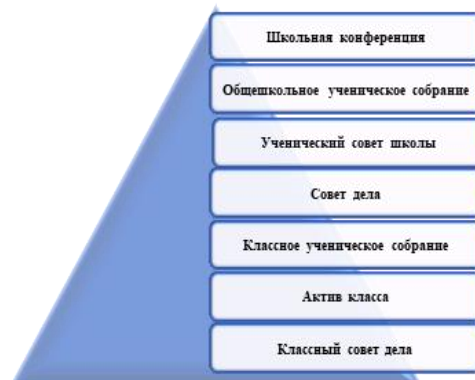 Школьная конференция
Общешкольное ученическое собрание
Ученический совет школы
Совет дела
Классное ученическое собрание
Актив класса
Классный совет дела